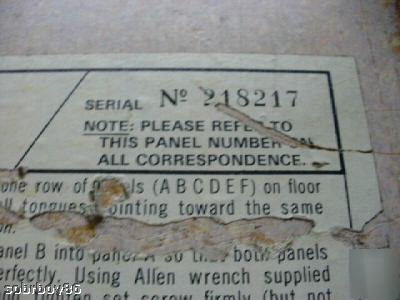 SERIAL Nº 218217
NOTE: PLEASE REFER TO
THIS PANEL NUMBER ON
ALL CORRESPONDENCE.
one row of (ABCDEF) on floor
tongues pointing toward the same
anel B into panel A so that both panels
erfectly. Using Allen wrench supplied
set screw firmly (but not
sobrboy86